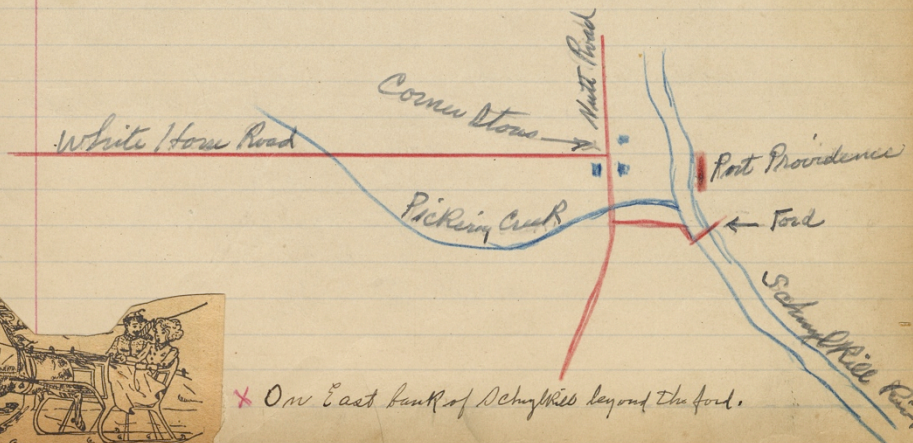 Nutt Road
Corner Stone
White Horse Road
Port Providence
Pickering Creek
← Ford
Schuylkill River
x On East bank of Schuylkill beyond the ford.